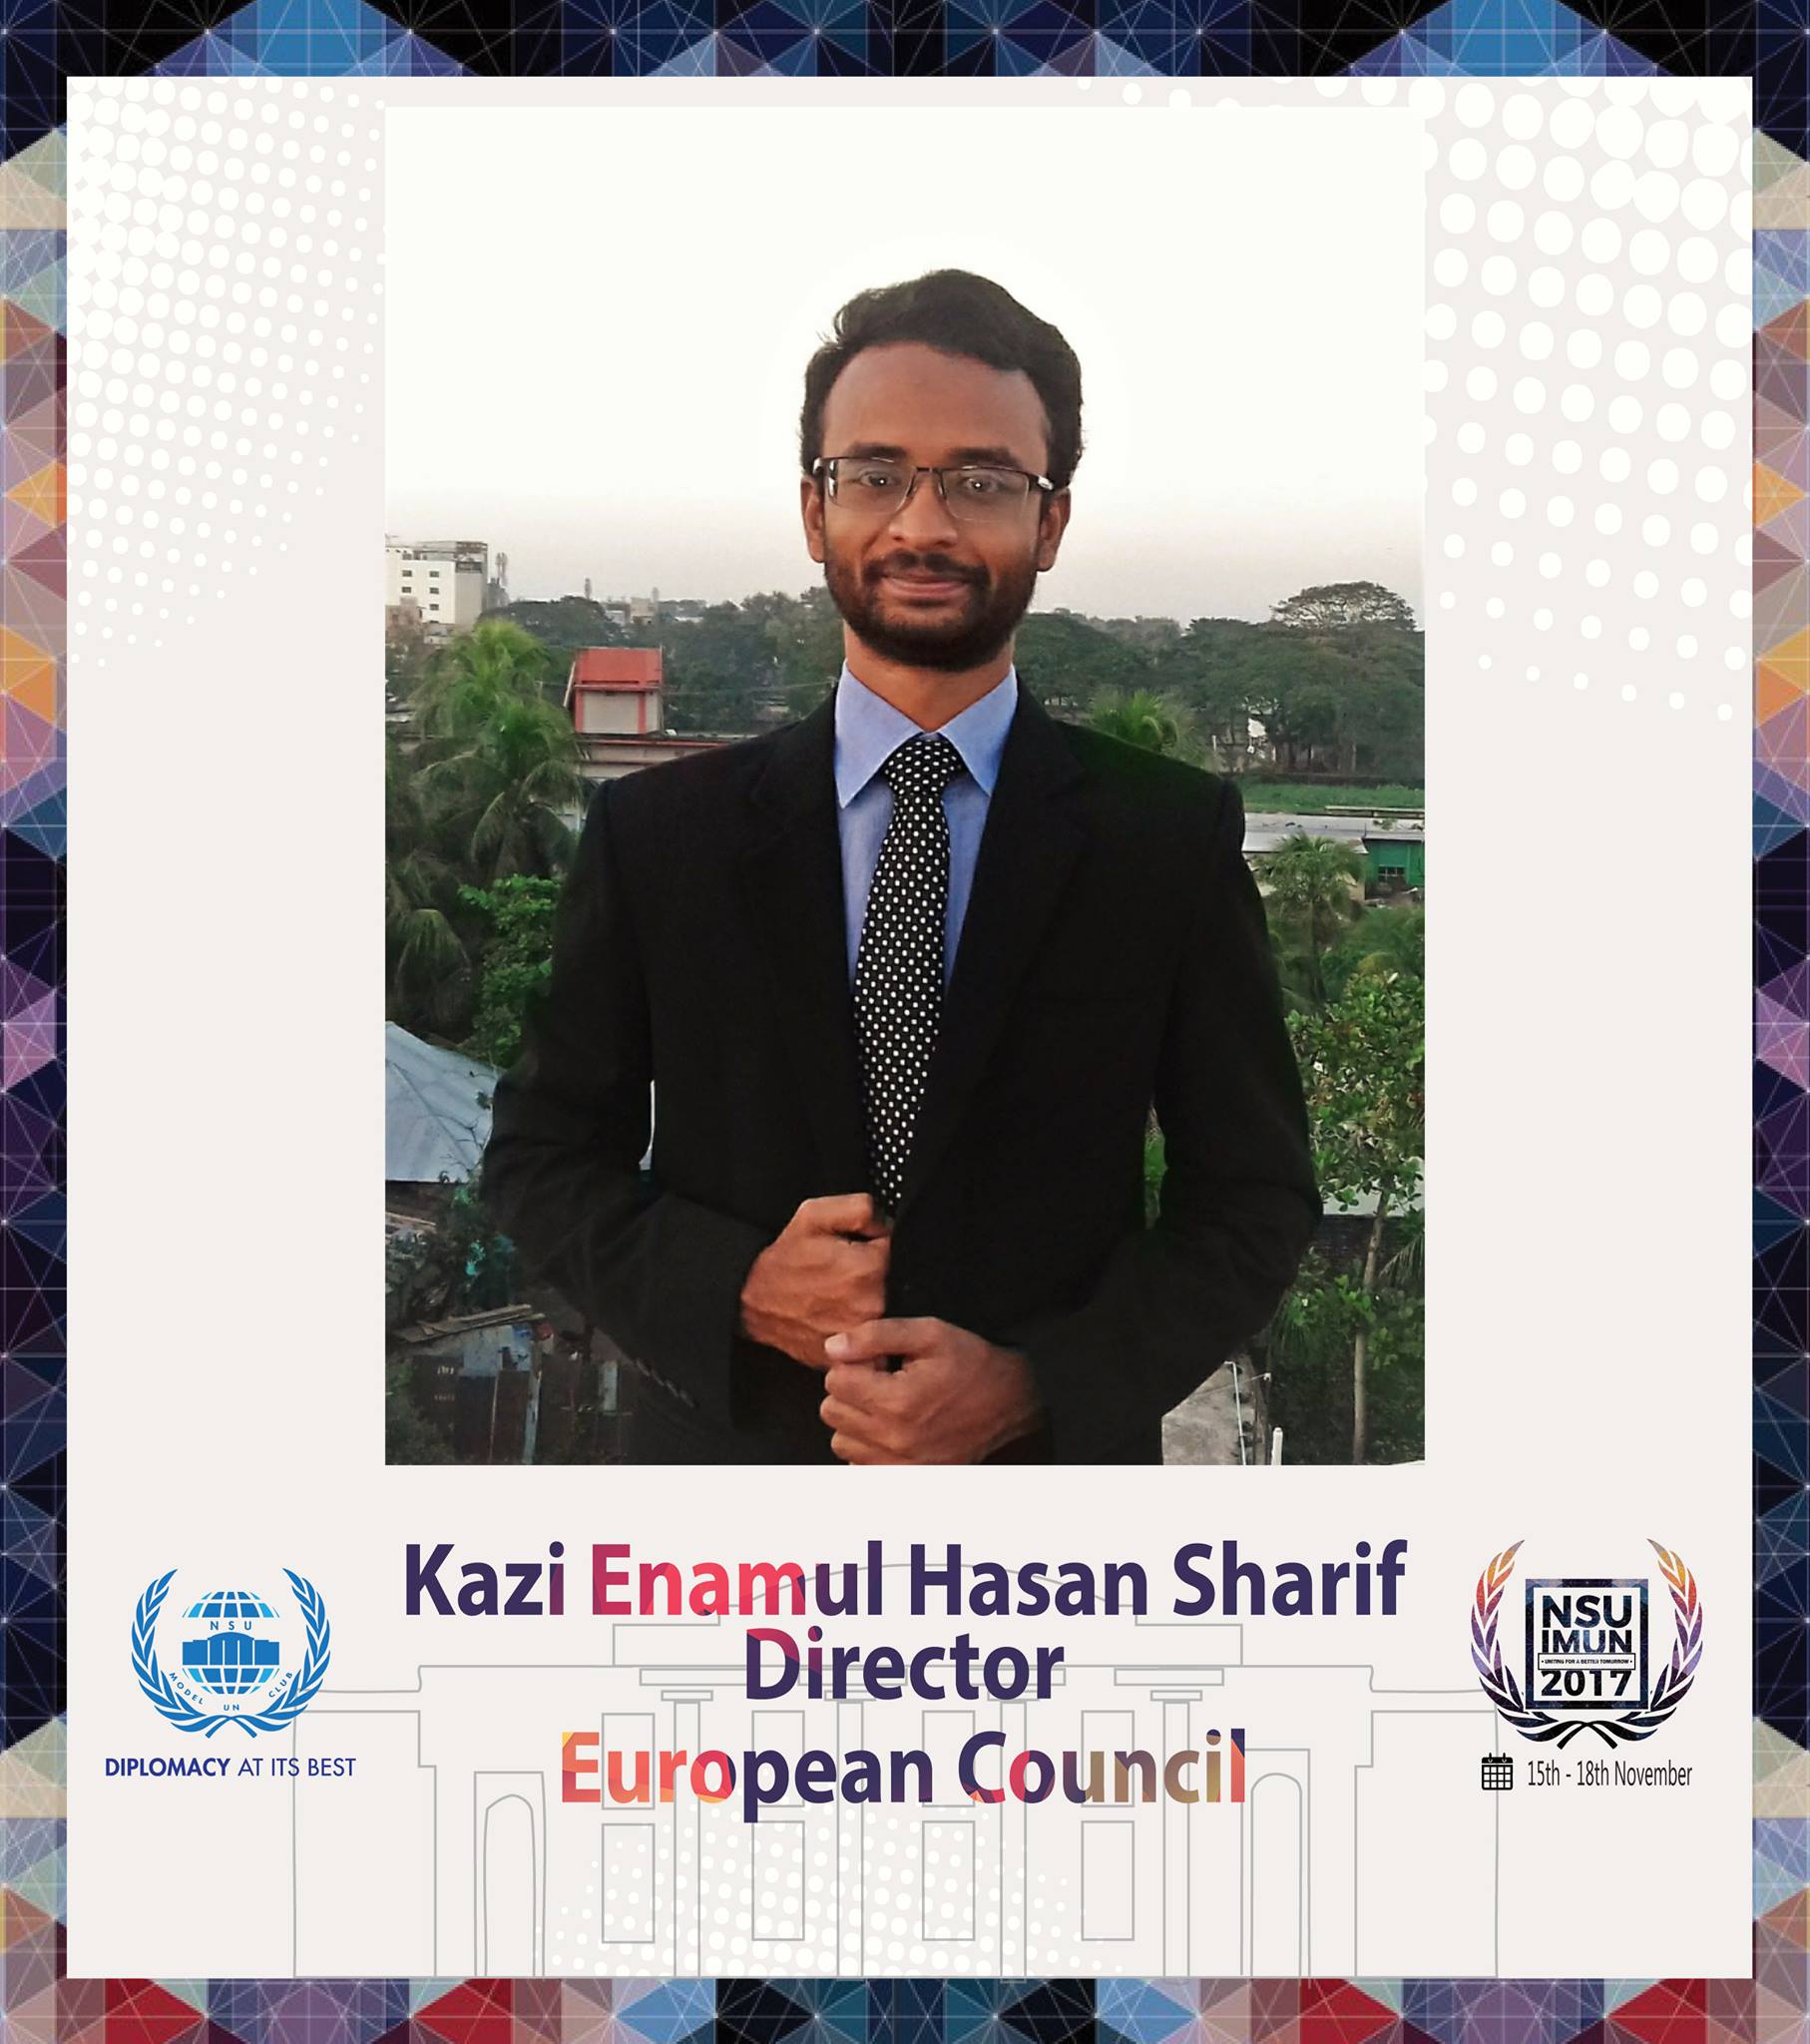 Kazi Enamul Hasan Sharif
Director
European Council
NSU
MODEL UN CLUB
DIPLOMACY AT ITS BEST
NSU
IMUN
• UNITING FOR A BETTER TOMORROW •
2017
15th - 18th November